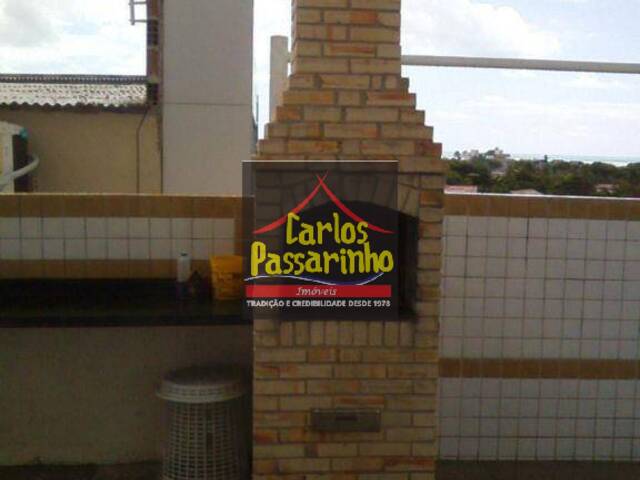 Carlos
Passarinho
Imóveis
TRADIÇÃO E CREDIBILIDADE DESDE 1978